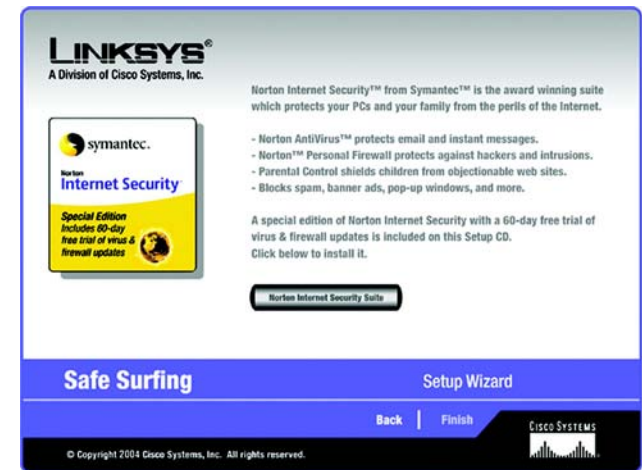 LINKSYS®
A Division of Cisco Systems, Inc.
Norton Internet Security™ from Symantec™ is the award winning suite
which protects your PCs and your family from the perils of the Internet.
- Norton AntiVirus™ protects email and instant messages.
- Norton™ Personal Firewall protects against hackers and intrusions.
- Parental Control shields children from objectionable web sites.
- Blocks spam, banner ads, pop-up windows, and more.
A special edition of Norton Internet Security with a 60-day free trial of
virus & firewall updates is included on this Setup CD.
Click below to install it.
symantec.
Norton
Internet Security
Special Edition
Includes 60-day
free trial of virus &
firewall updates
Norton Internet Security Suite
Safe Surfing
Setup Wizard
Back
Finish
CISCO SYSTEMS
© Copyright 2004 Cisco Systems, Inc. All rights reserved.